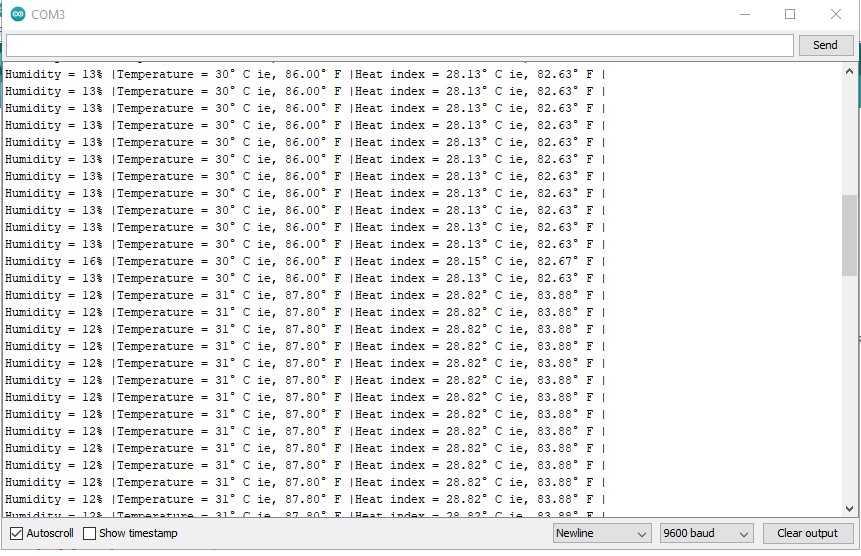 COM3
Send
Humidity = 13% |Temperature = 30° C ie, 86.00° F |Heat index = 28.13° C ie, 82.63° F |
Humidity = 13% |Temperature = 30° C ie, 86.00° F |Heat index = 28.13° C ie, 82.63° F |
Humidity = 13% |Temperature = 30° C ie, 86.00° F |Heat index = 28.13° C ie, 82.63° F |
Humidity = 13% |Temperature = 30° C ie, 86.00° F |Heat index = 28.13° C ie, 82.63° F |
Humidity = 13% |Temperature = 30° C ie, 86.00° F |Heat index = 28.13° C ie, 82.63° F |
Humidity = 13% |Temperature = 30° C ie, 86.00° F |Heat index = 28.13° C ie, 82.63° F |
Humidity = 13% |Temperature = 30° C ie, 86.00° F |Heat index = 28.13° C ie, 82.63° F |
Humidity = 13% |Temperature = 30° C ie, 86.00° F |Heat index = 28.13° C ie, 82.63° F |
Humidity = 13% |Temperature = 30° C ie, 86.00° F |Heat index = 28.13° C ie, 82.63° F |
Humidity = 13% |Temperature = 30° C ie, 86.00° F |Heat index = 28.13° C ie, 82.63° F |
Humidity = 13% |Temperature = 30° C ie, 86.00° F |Heat index = 28.13° C ie, 82.63° F |
Humidity = 16% |Temperature = 30° C ie, 86.00° F |Heat index = 28.15° C ie, 82.67° F |
Humidity = 13% |Temperature = 30° C ie, 86.00° F |Heat index = 28.13° C ie, 82.63° F |
Humidity = 12% |Temperature = 31° C ie, 87.80° F |Heat index = 28.82° C ie, 83.88° F |
Humidity = 12% |Temperature = 31° C ie, 87.80° F |Heat index = 28.82° C ie, 83.88° F |
Humidity = 12% |Temperature = 31° C ie, 87.80° F |Heat index = 28.82° C ie, 83.88° F |
Humidity = 12% |Temperature = 31° C ie, 87.80° F |Heat index = 28.82° C ie, 83.88° F |
Humidity = 12% |Temperature = 31° C ie, 87.80° F |Heat index = 28.82° C ie, 83.88° F |
Humidity = 12% |Temperature = 31° C ie, 87.80° F |Heat index = 28.82° C ie, 83.88° F |
Humidity = 12% |Temperature = 31° C ie, 87.80° F |Heat index = 28.82° C ie, 83.88° F |
Humidity = 12% |Temperature = 31° C ie, 87.80° F |Heat index = 28.82° C ie, 83.88° F |
Humidity = 12% |Temperature = 31° C ie, 87.80° F |Heat index = 28.82° C ie, 83.88° F |
Humidity = 12% |Temperature = 31° C ie, 87.80° F |Heat index = 28.82° C ie, 83.88° F |
Humidity = 12% |Temperature = 31° C ie, 87.80° F |Heat index = 28.82° C ie, 83.88° F |
Humidity = 12% |Temperature = 31° C ie, 87.80° F |Heat index = 28.82° C ie, 83.88° F |
Humidity = 12% |Temperature = 31° C ie, 87.80° F |Heat index = 28.82° C ie, 83.88° F |
Humidity = 12% |Temperature = 31° C ie, 87.80° F |Heat index = 28.82° C ie, 83.88° F |
Autoscroll Show timestamp Newline 9600 baud Clear output